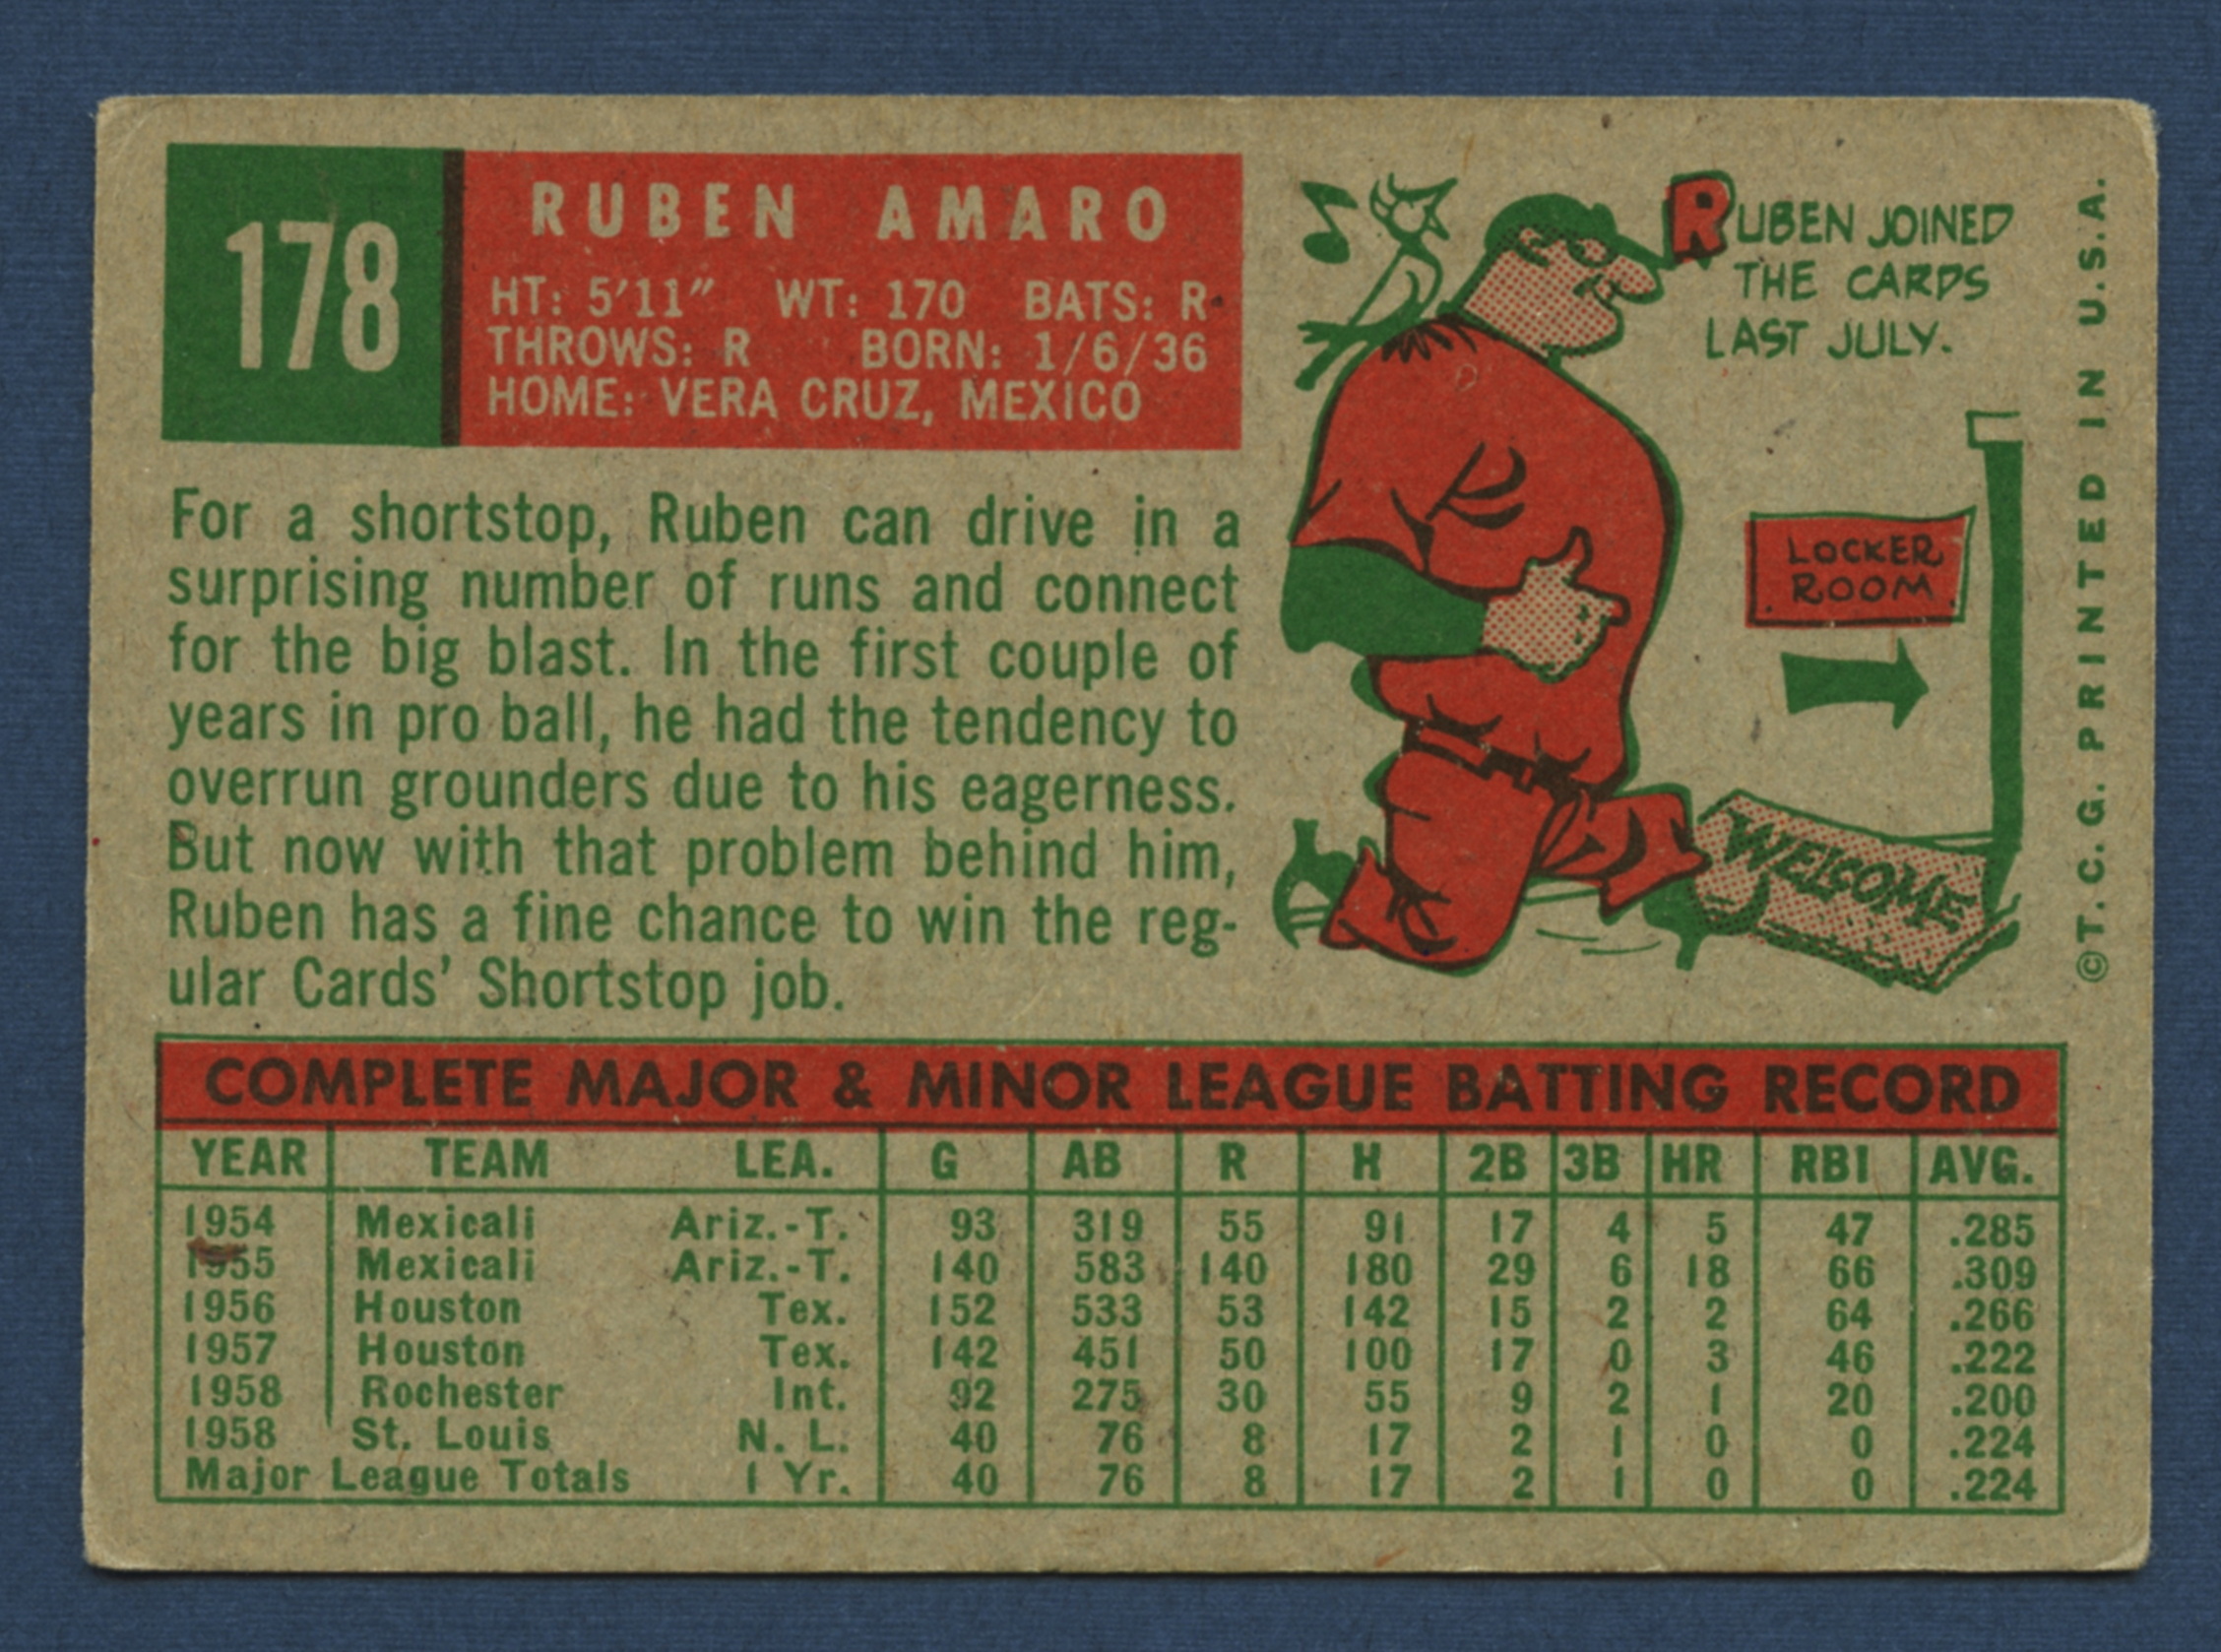 178
RUBEN AMARO
HT: 5'11" WT: 170 BATS: R
THROWS: R BORN: 1/6/36
HOME: VERA CRUZ, MEXICO
For a shortstop, Ruben can drive in a
surprising number of runs and connect
for the big blast. In the first couple of
years in pro ball, he had the tendency to
overrun grounders due to his eagerness.
But now with that problem behind him,
Ruben has a fine chance to win the reg-
ular Cards' Shortstop job.
RUBEN JOINED
THE CARDS
LAST JULY.
LOCKER
ROOM
WELCOME
©T. C. G. PRINTED IN U.S.A.
COMPLETE MAJOR & MINOR LEAGUE BATTING RECORD
YEAR TEAM LEA. G AB R H 2B 3B HR RBI AVG.
1954 Mexicali Ariz.-T. 93 319 55 91 17 4 5 47 .285
1955 Mexicali Ariz.-T. 140 583 140 180 29 6 18 66 .309
1956 Houston Tex. 152 533 53 142 15 2 2 64 .266
1957 Houston Tex. 142 451 50 100 17 0 3 46 .222
1958 Rochester Int. 92 275 30 55 9 2 1 20 .200
1958 St. Louis N. L. 40 76 8 17 2 1 0 0 .224
Major League Totals 1 Yr. 40 76 8 17 2 1 0 0 .224